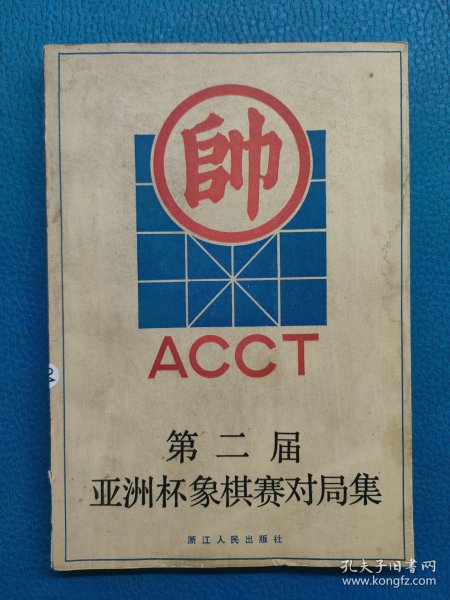 帥
ACCT
第二届
亚洲杯象棋赛对局集
浙江人民出版社
孔夫子旧书网
www.kongfz.com